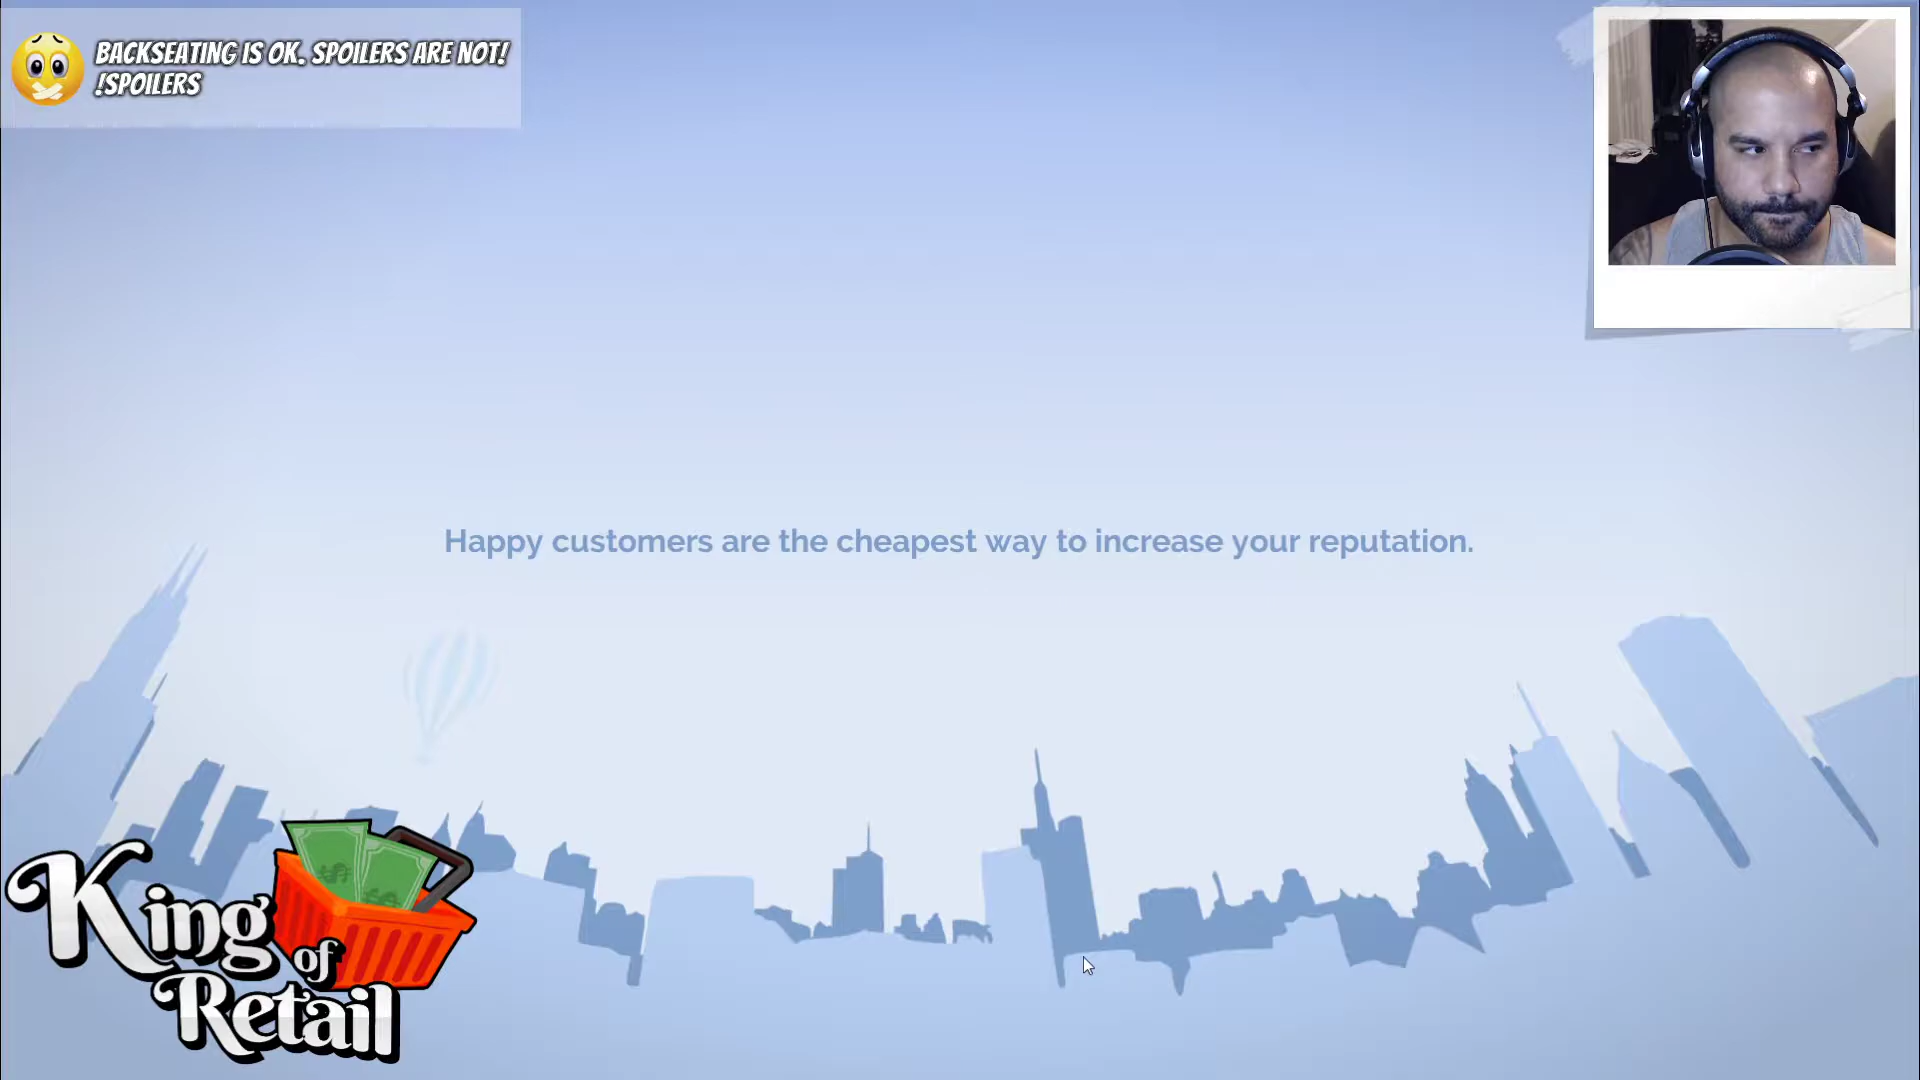 BACKSEATING IS OK. SPOILERS ARE NOT!
!SPOILERS
Happy customers are the cheapest way to increase your reputation.
King
of
Retail